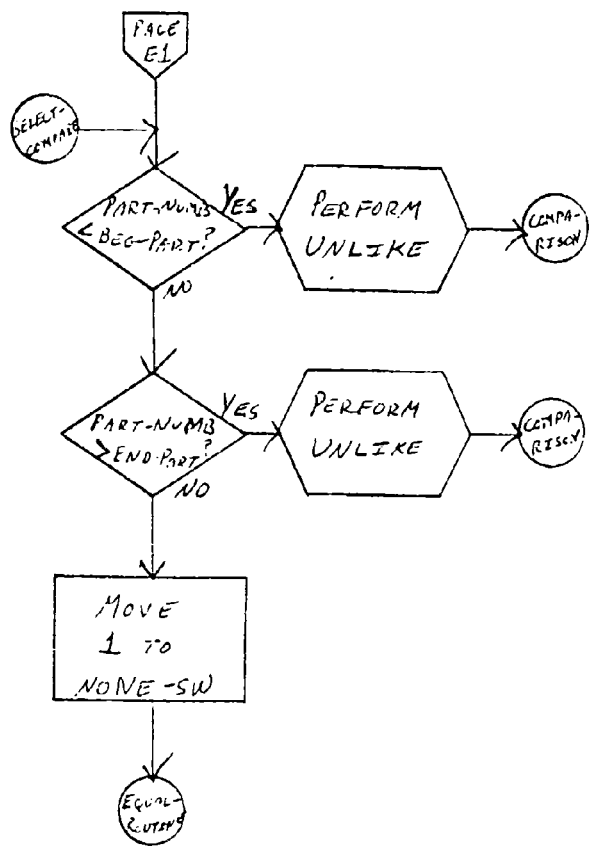 PAGE
E1
SELECT-
COMPARE
PART-NUMB
< BEG-PART?
YES
PERFORM
UNLIKE
COMPA-
RISON
NO
PART-NUMB
> END-PART?
YES
PERFORM
UNLIKE
COMPA-
RISON
NO
MOVE
1 TO
NONE-SW
EQUAL-
ROUTINE